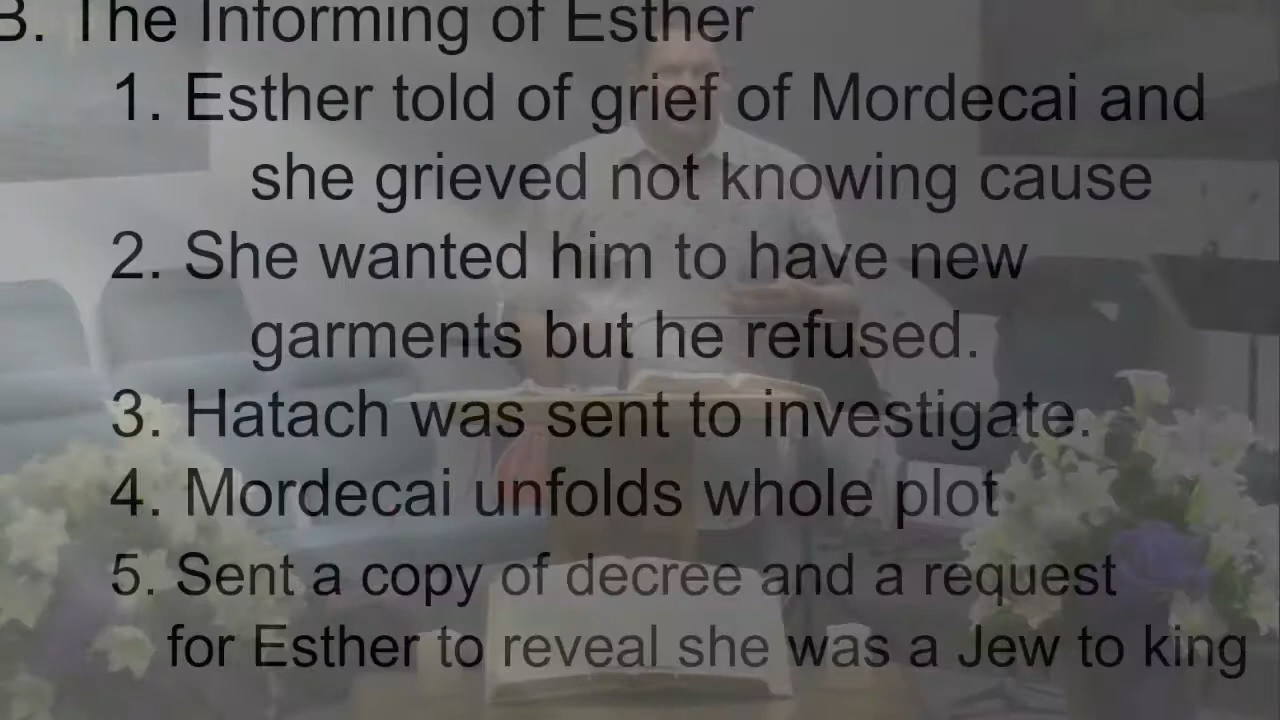 B. The Informing of Esther
1. Esther told of grief of Mordecai and
she grieved not knowing cause
2. She wanted him to have new
garments but he refused.
3. Hatach was sent to investigate.
4. Mordecai unfolds whole plot
5. Sent a copy of decree and a request
for Esther to reveal she was a Jew to king